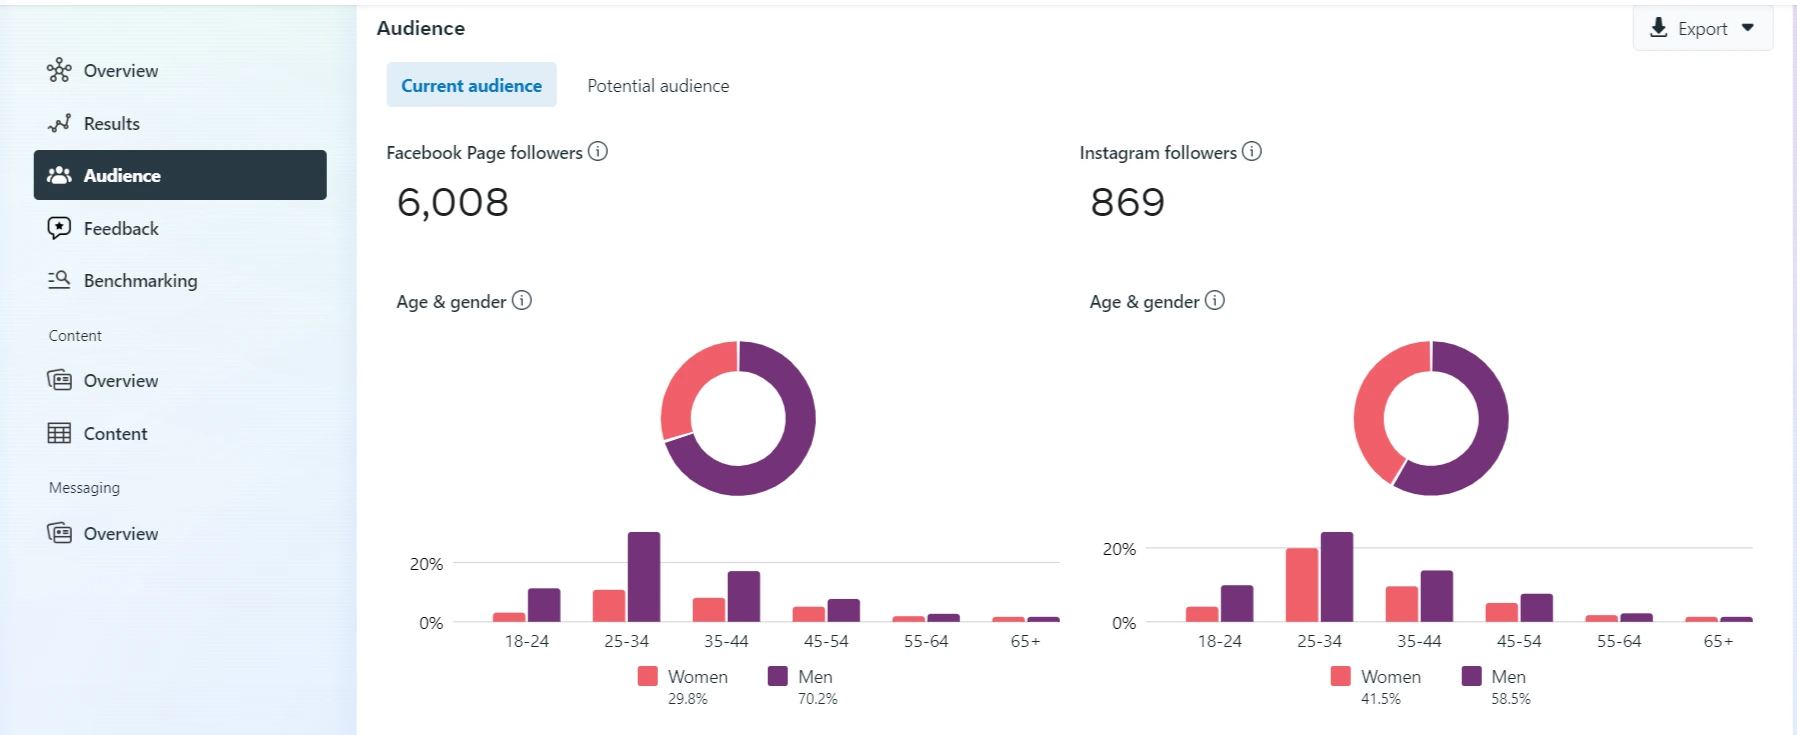 Overview
Results
Audience
Feedback
Benchmarking
Content
Overview
Content
Messaging
Overview
Audience
Export
Current audience
Potential audience
Facebook Page followers
6,008
Age & gender
20%
0%
18-24 25-34 35-44 45-54 55-64 65+
Women Men
29.8% 70.2%
Instagram followers
869
Age & gender
20%
0%
18-24 25-34 35-44 45-54 55-64 65+
Women Men
41.5% 58.5%